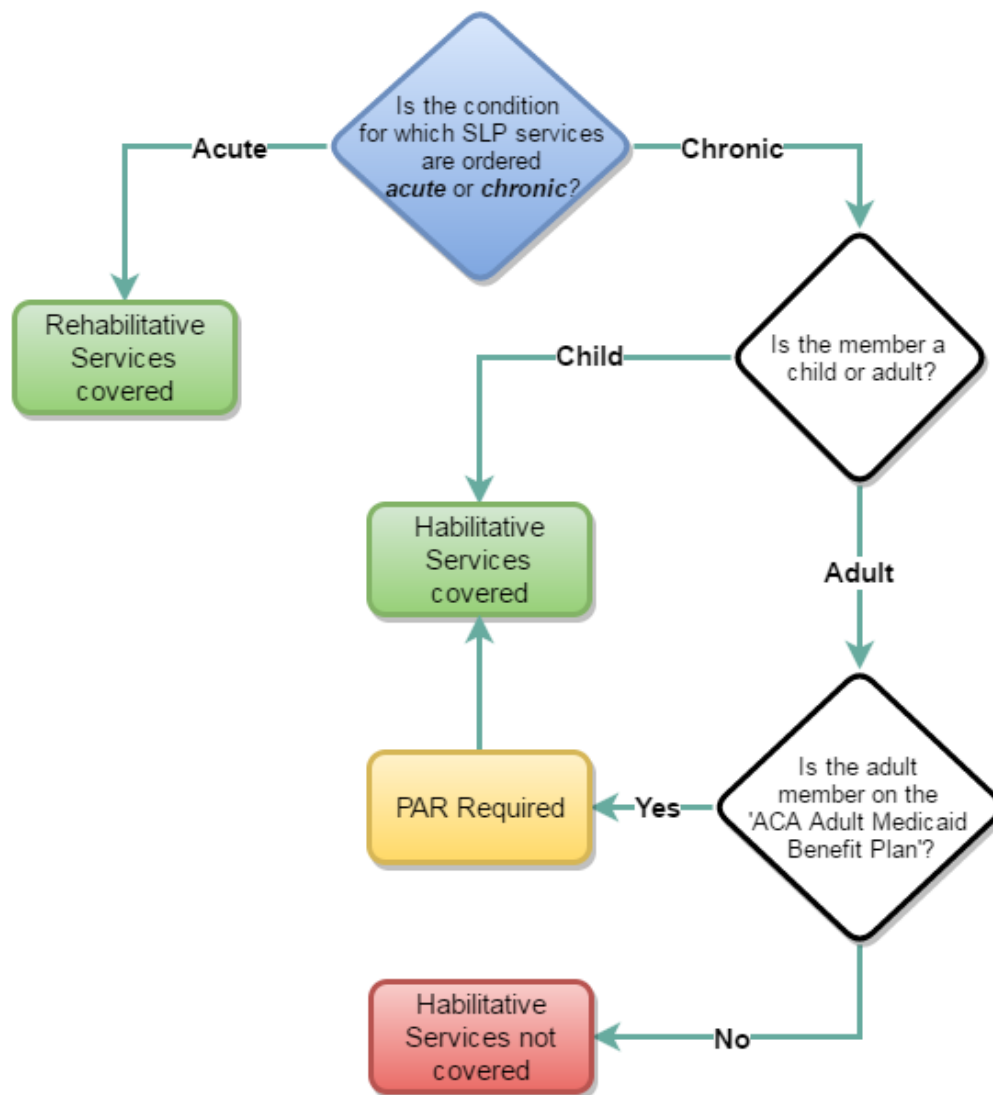 Is the condition
for which SLP services
are ordered
acute or chronic?
Acute
Chronic
Rehabilitative
Services
covered
Is the member a
child or adult?
Child
Habilitative
Services
covered
Adult
Is the adult
member on the
'ACA Adult Medicaid
Benefit Plan'?
Yes
PAR Required
No
Habilitative
Services not
covered